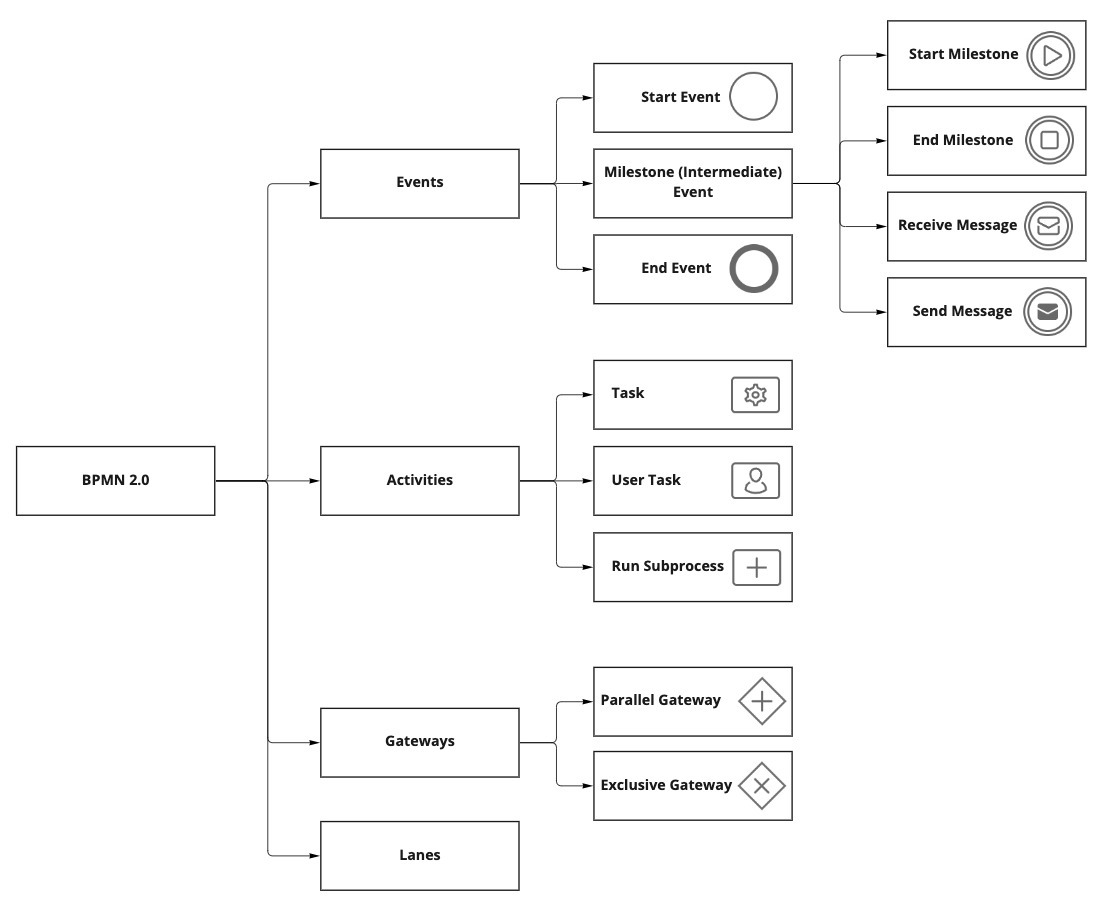 Start Milestone
Start Event
End Milestone
Events
Milestone (Intermediate)
Event
Receive Message
End Event
Send Message
Task
BPMN 2.0
Activities
User Task
Run Subprocess
Parallel Gateway
Gateways
Exclusive Gateway
Lanes